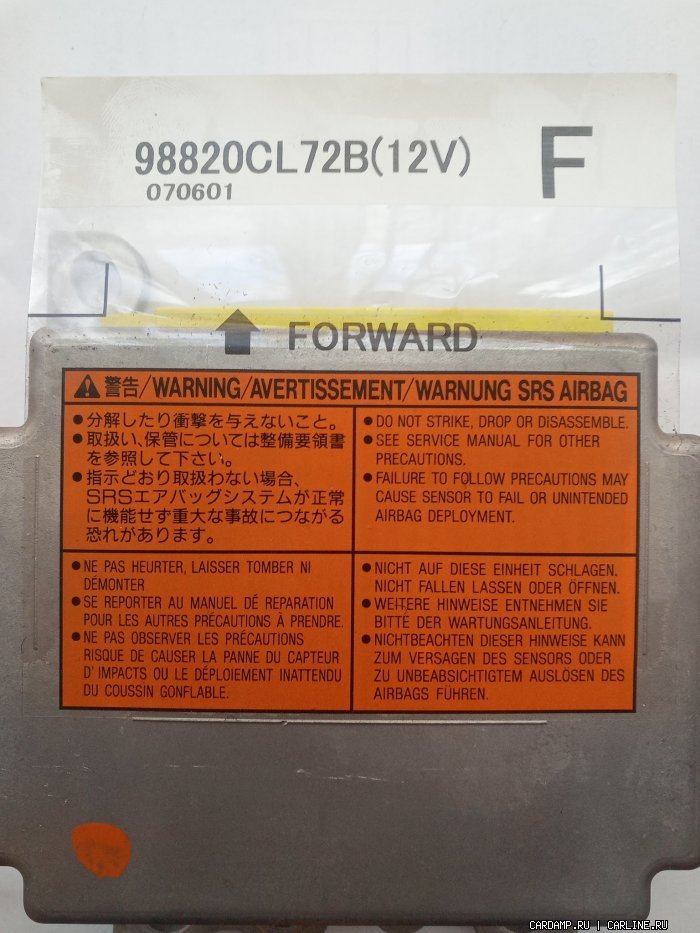 98820CL72B(12V)
F
070601
FORWARD
警告/WARNING/AVERTISSEMENT/WARNUNG SRS AIRBAG
●分解したり衝撃を与えないこと。
●取扱い、保管については整備要領書
を参照して下さい。
●指示どおり取扱わない場合、
SRSエアバッグシステムが正常
に機能せず重大な事故につながる
恐れがあります。
● DO NOT STRIKE, DROP OR DiSASSEMBLE.
● SEE SERVICE MANUAL FOR OTHER
PRECAUTIONS.
● FAILURE TO FOLLOW PRECAUTIONS MAY
CAUSE SENSOR TO FAIL OR UNINTENDED
AIRBAG DEPLOYMENT.
● NE PAS HEURTER, LAISSER TOMBER NI
DÉMONTER
● SE REPORTER AU MANUEL DE RÉPARATION
POUR LES AUTRES PRÉCAUTIONS À PRENDRE.
● NE PAS OBSERVER LES PRÉCAUTIONS
RISQUE DE CAUSER LA PANNE DU CAPTEUR
D'IMPACTS OU LE DÉPLOIEMENT INATTENDU
DU COUSSIN GONFLABLE.
● NICHT AUF DIESE EINHEIT SCHLAGEN.
NICHT FALLEN LASSEN ODER ÖFFNEN.
● WEITERE HINWEISE ENTNEHMEN SIE
BITTE DER WARTUNGSANLEITUNG.
● NICHTBEACHTEN DIESER HINWEISE KANN
ZUM VERSAGEN DES SENSORS ODER
ZU UNBEABSICHTIGTEM AUSLÖSEN DES
AIRBAGS FÜHREN.
CARDAMP.RU | CARLINE.RU